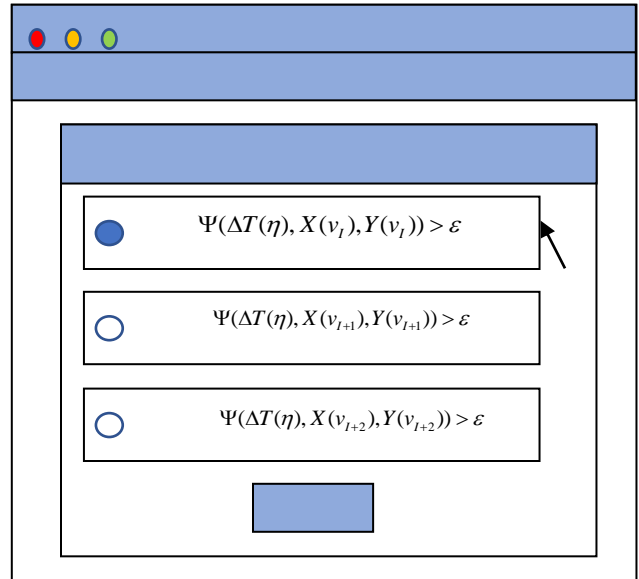 Ψ(ΔT(η), X(v_I), Y(v_I)) > ε
Ψ(ΔT(η), X(v_{I+1}), Y(v_{I+1})) > ε
Ψ(ΔT(η), X(v_{I+2}), Y(v_{I+2})) > ε